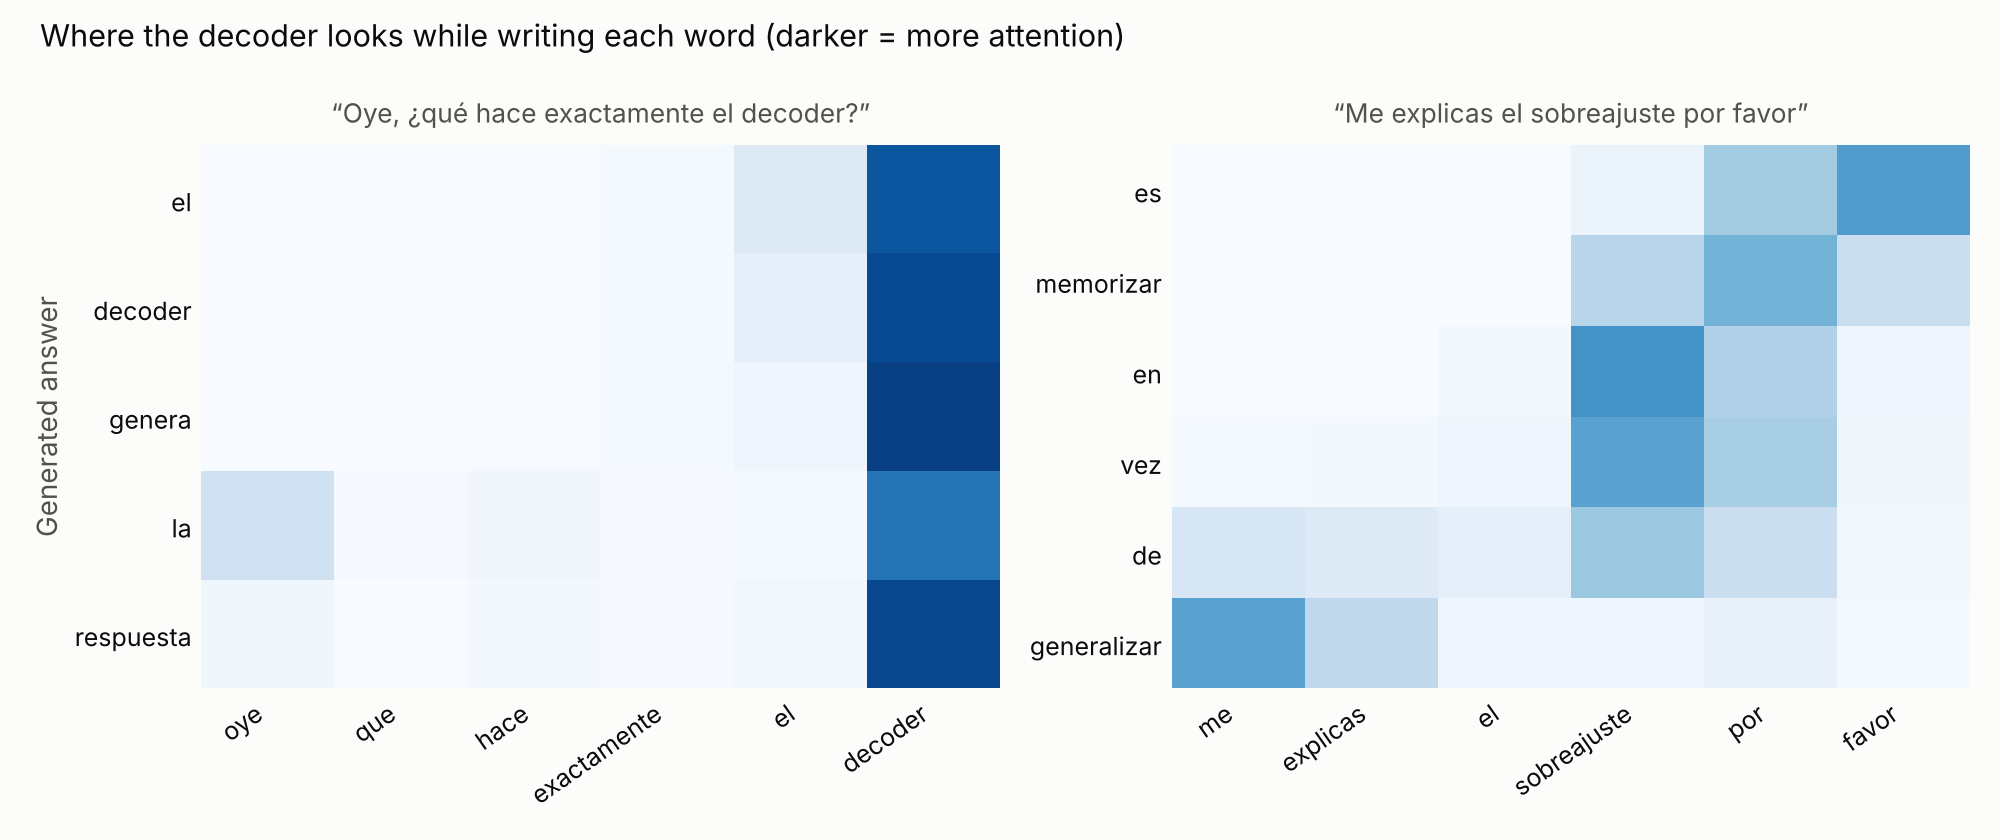 Where the decoder looks while writing each word (darker = more attention)
“Oye, ¿qué hace exactamente el decoder?”
Generated answer
el
decoder
genera
la
respuesta
oye
que
hace
exactamente
el
decoder
“Me explicas el sobreajuste por favor”
es
memorizar
en
vez
de
generalizar
me
explicas
el
sobreajuste
por
favor